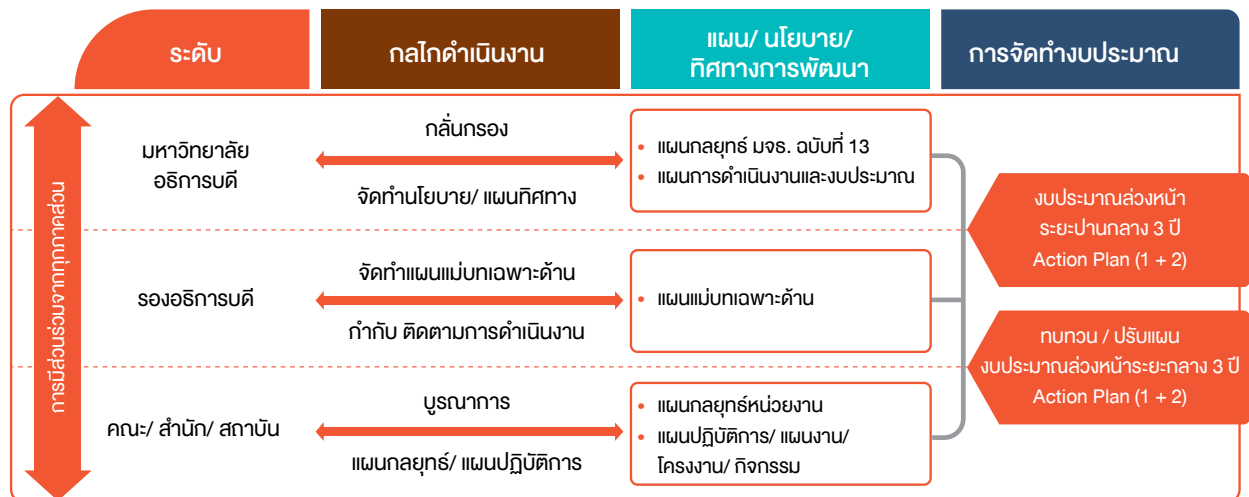 ระดับ
กลไกดำเนินงาน
แผน/ นโยบาย/
ทิศทางการพัฒนา
การจัดทำงบประมาณ
การมีส่วนร่วมจากทุกภาคส่วน
มหาวิทยาลัย
อธิการบดี
กลั่นกรอง
จัดทำนโยบาย/ แผนทิศทาง
• แผนกลยุทธ์ มจธ. ฉบับที่ 13
• แผนการดำเนินงานและงบประมาณ
รองอธิการบดี
จัดทำแผนแม่บทเฉพาะด้าน
กำกับ ติดตามการดำเนินงาน
• แผนแม่บทเฉพาะด้าน
คณะ/ สำนัก/ สถาบัน
บูรณาการ
แผนกลยุทธ์/ แผนปฏิบัติการ
• แผนกลยุทธ์หน่วยงาน
• แผนปฏิบัติการ/ แผนงาน/
โครงงาน/ กิจกรรม
งบประมาณล่วงหน้า
ระยะปานกลาง 3 ปี
Action Plan (1 + 2)
ทบทวน / ปรับแผน
งบประมาณล่วงหน้าระยะกลาง 3 ปี
Action Plan (1 + 2)